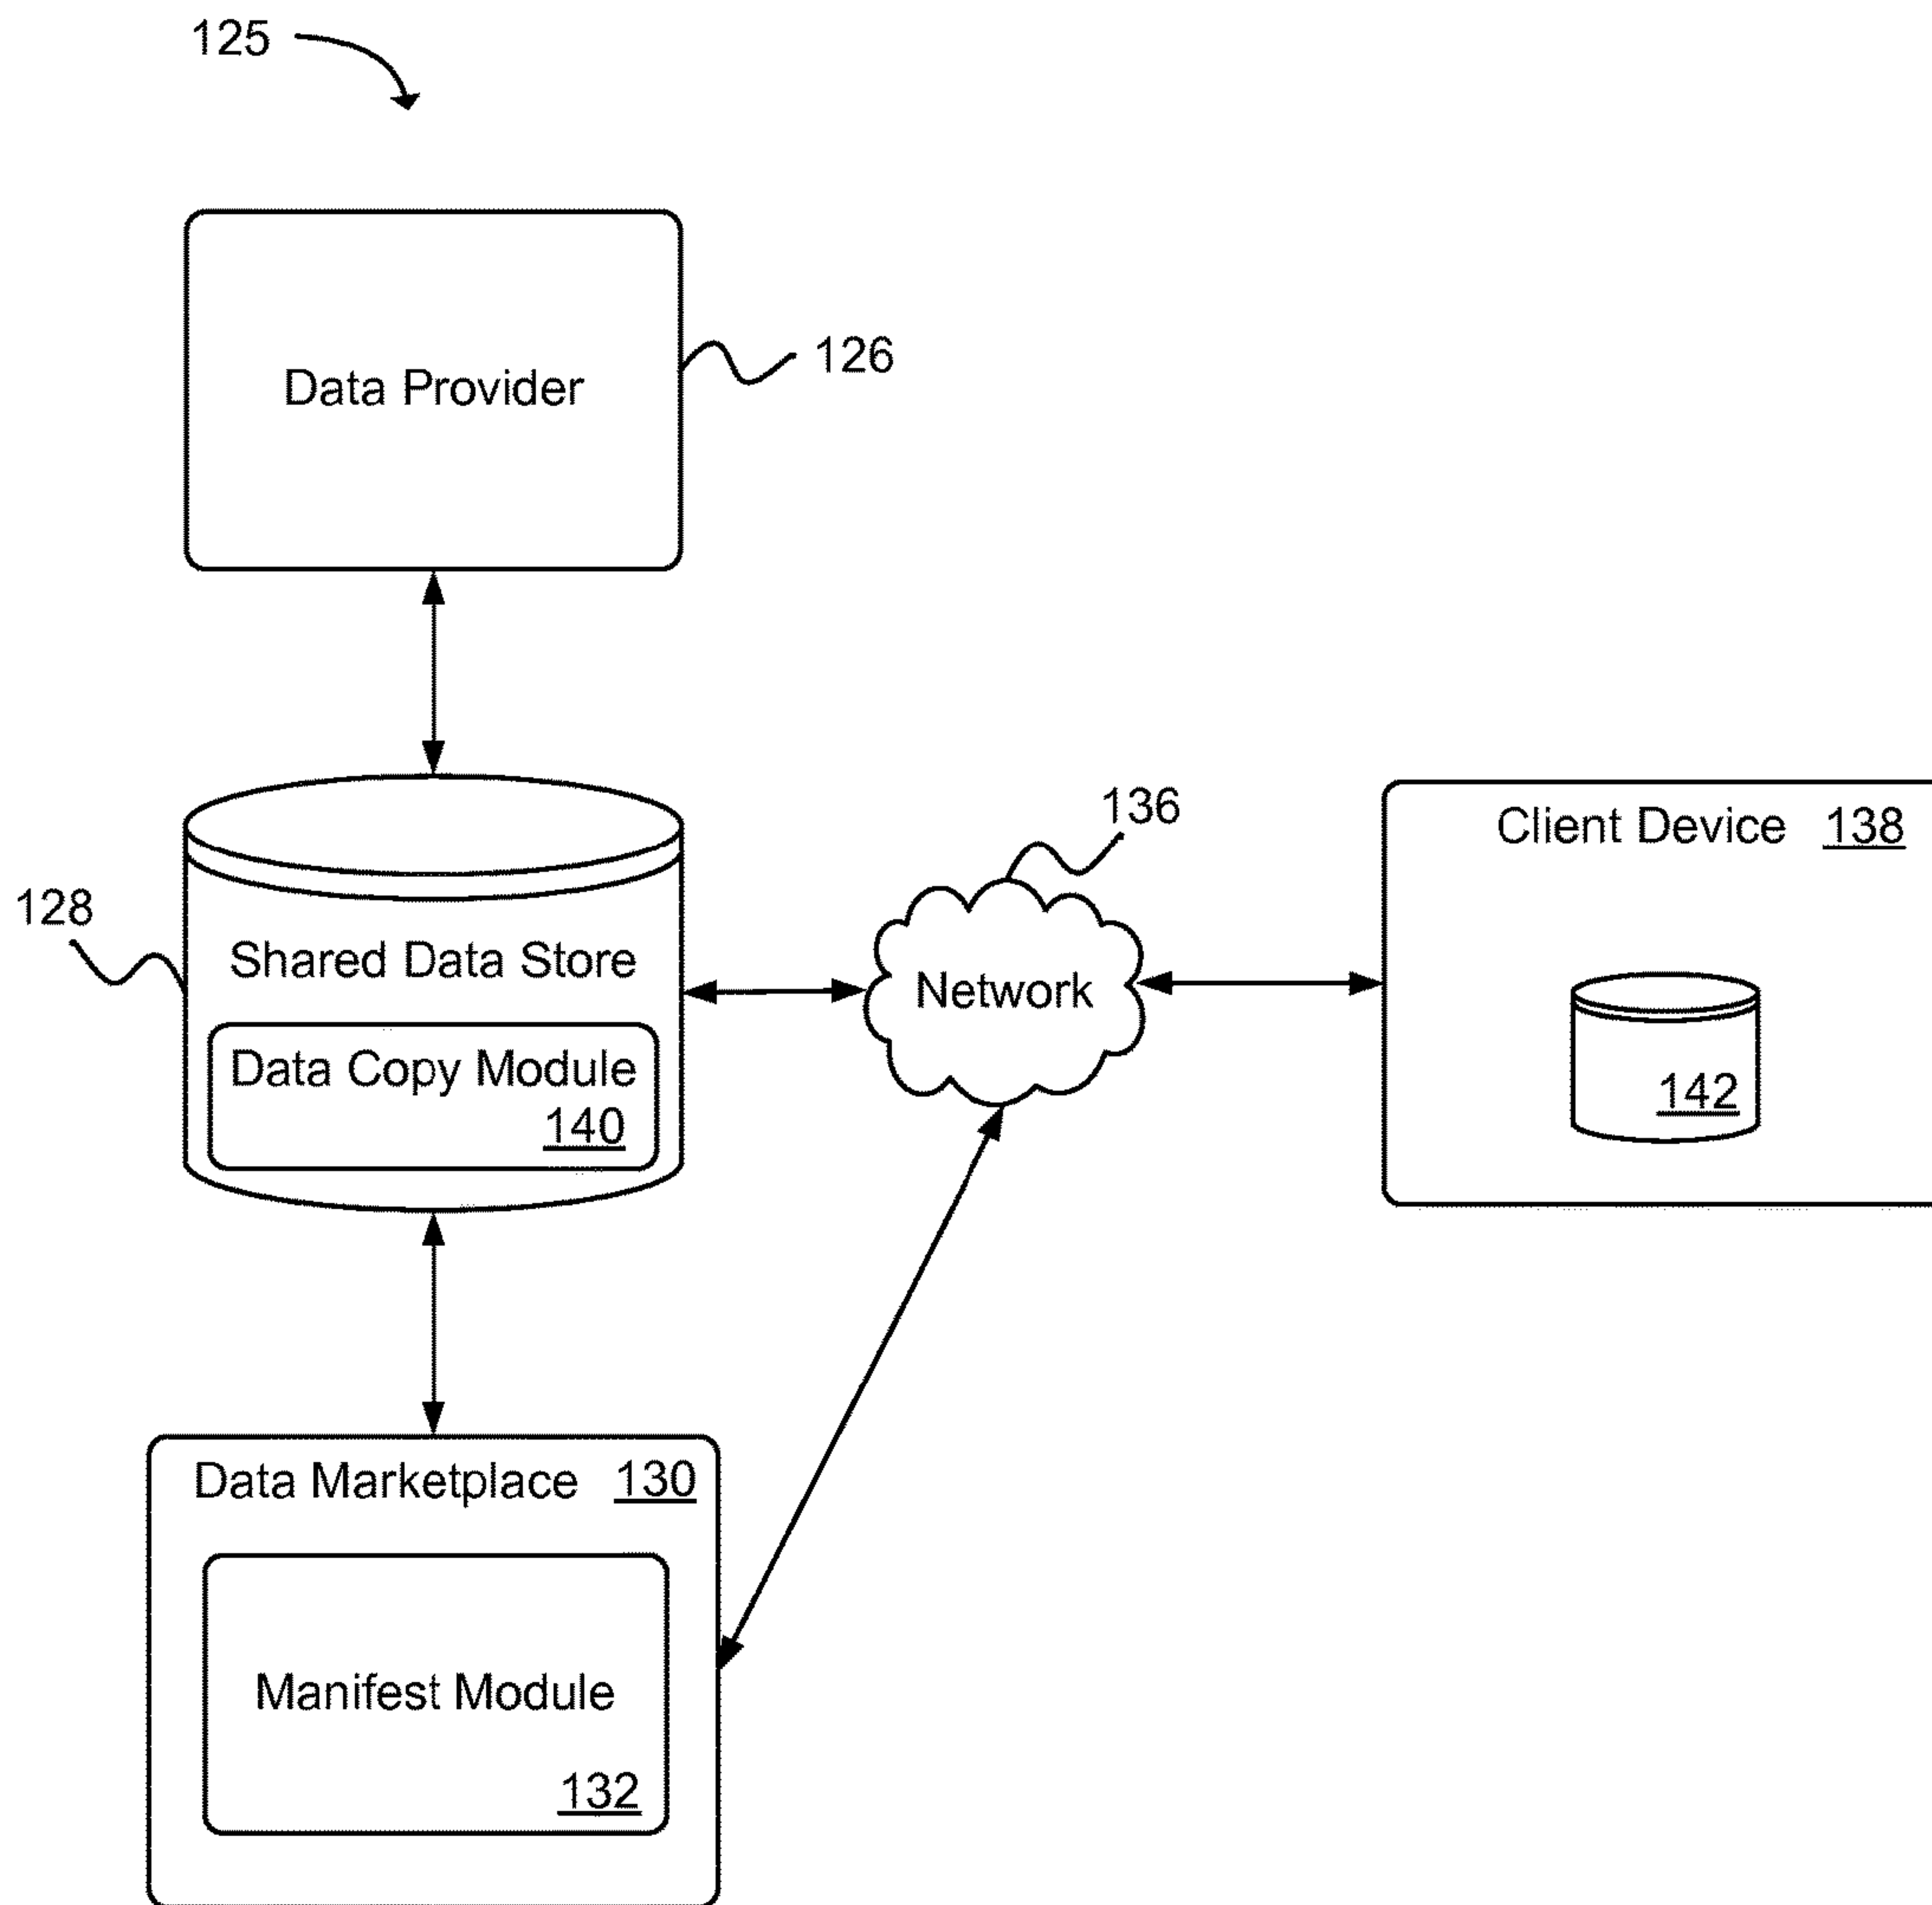 125
Data Provider
126
136
Client Device 138
128
Shared Data Store
Network
Data Copy Module
140
142
Data Marketplace 130
Manifest Module
132